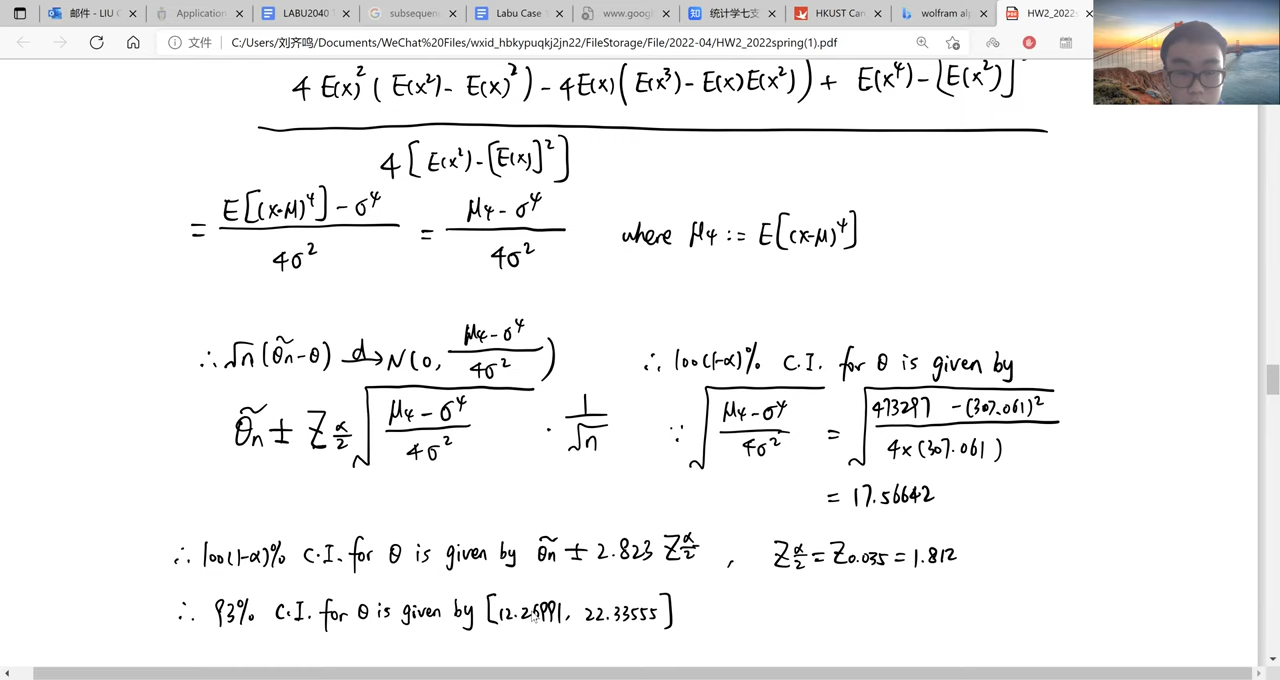 邮件 - LIU C
Application
LABU2040 T
subsequen
Labu Case
www.googl
统计学七支
HKUST Can
wolfram alp
HW2_2022s
文件 | C:/Users/刘齐鸣/Documents/WeChat%20Files/wxid_hbkypuqkj2jn22/FileStorage/File/2022-04/HW2_2022spring(1).pdf
4 E(x)² ( E(x²) - E(x)² ) - 4E(x) ( E(x³) - E(x)E(x²) ) + E(x⁴) - [E(x²)]²
4 [ E(x²) - [E(x)]² ]
= (E[(x-μ)⁴] - σ⁴) / 4σ² = (μ₄ - σ⁴) / 4σ² where μ₄ := E[(x-μ)⁴]
∴ √n (θ̃n - θ) →d N(0, (μ₄ - σ⁴) / 4σ²) ∴ 100(1-α)% C.I. for θ is given by
θ̃n ± Z α/2 √((μ₄ - σ⁴) / 4σ²) · 1/√n ∵ √((μ₄ - σ⁴) / 4σ²) = √((473297 - (307.061)²) / 4×(307.061))
= 17.56642
∴ 100(1-α)% C.I. for θ is given by θ̃n ± 2.823 Z α/2 , Z α/2 = Z0.035 = 1.812
∴ 93% C.I. for θ is given by [12.26991, 22.33555]